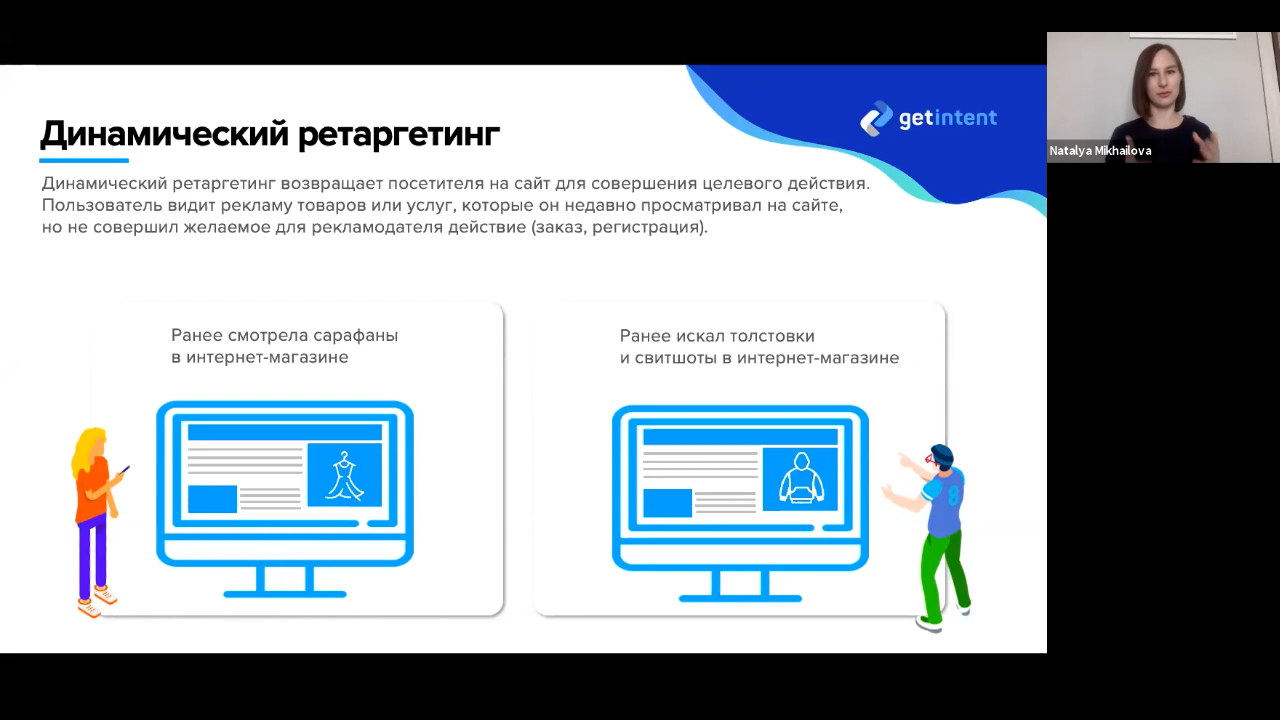 getintent
Динамический ретаргетинг
Динамический ретаргетинг возвращает посетителя на сайт для совершения целевого действия.
Пользователь видит рекламу товаров или услуг, которые он недавно просматривал на сайте,
но не совершил желаемое для рекламодателя действие (заказ, регистрация).
Ранее смотрела сарафаны
в интернет-магазине
Ранее искал толстовки
и свитшоты в интернет-магазине
8
Natalya Mikhailova